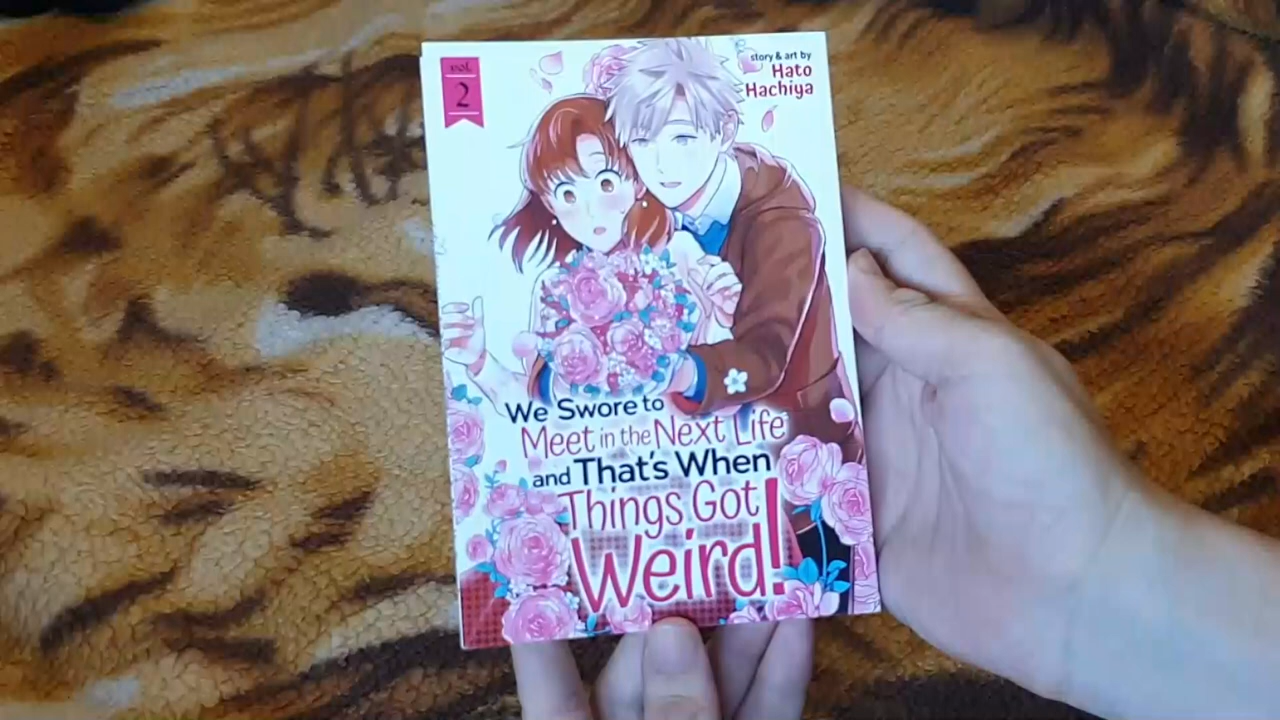 vol.
2
story & art by
Hato
Hachiya
We Swore to
Meet in the Next Life
and That's When
Things Got
Weird!